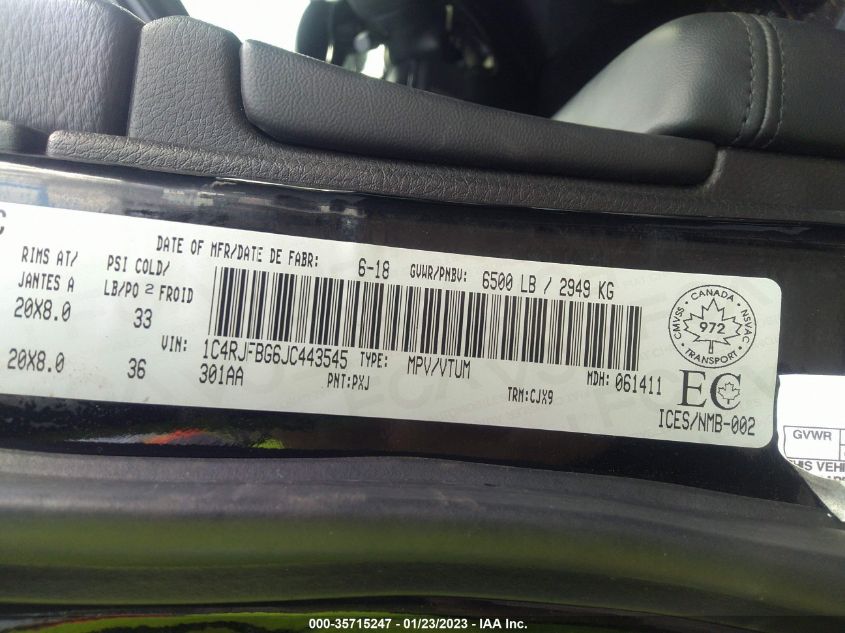 C
DATE OF MFR/DATE DE FABR: 6-18 GVWR/PNBV: 6500 LB / 2949 KG
RIMS AT/
JANTES A
PSI COLD/
LB/PO 2 FROID
20X8.0 33
20X8.0 36
VIN: 1C4RJFBG6JC443545 TYPE: MPV/VTUM
301AA PNT:PXJ TRM:CJX9 MDH: 061411
CMVSS · CANADA · NSVAC
972
TRANSPORT
EC
ICES/NMB-002
GVWR
THIS VEHI
000-35715247 - 01/23/2023 - IAA Inc.